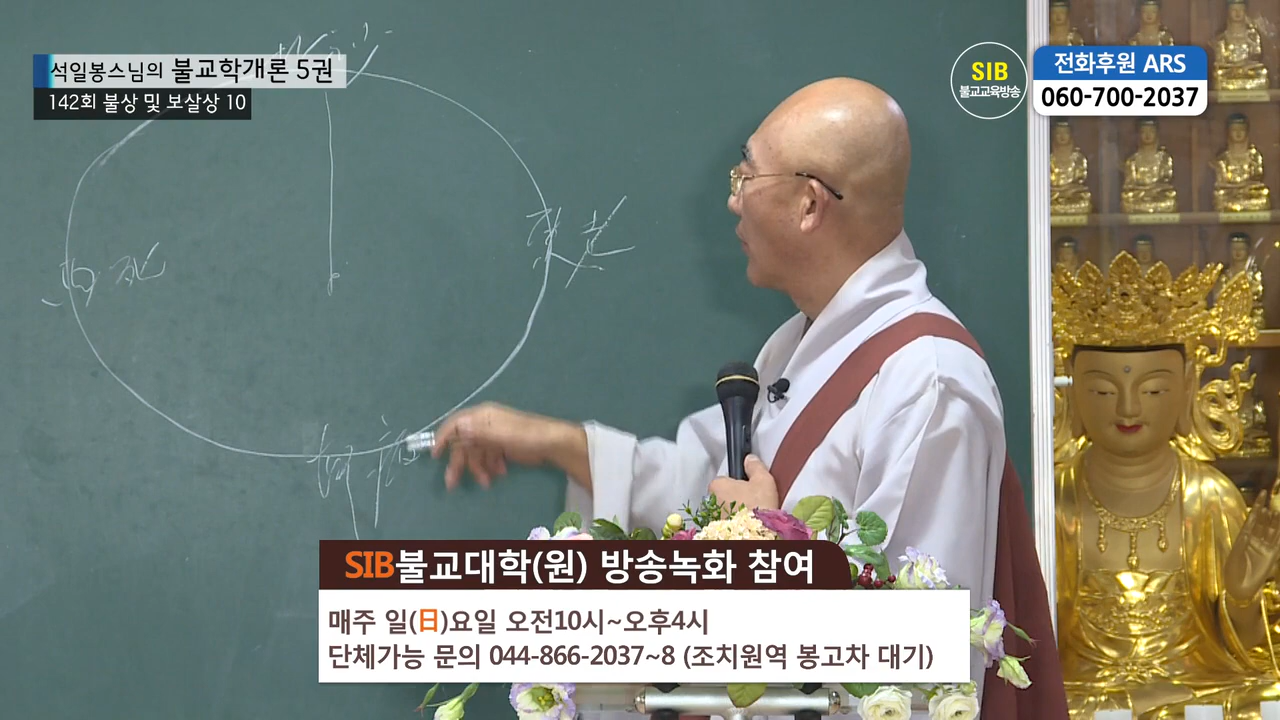 석일봉스님의 불교학개론 5권
142회 불상 및 보살상 10
SIB
불교교육방송
전화후원 ARS
060-700-2037
SIB불교대학(원) 방송녹화 참여
매주 일(日)요일 오전10시~오후4시
단체가능 문의 044-866-2037~8 (조치원역 봉고차 대기)